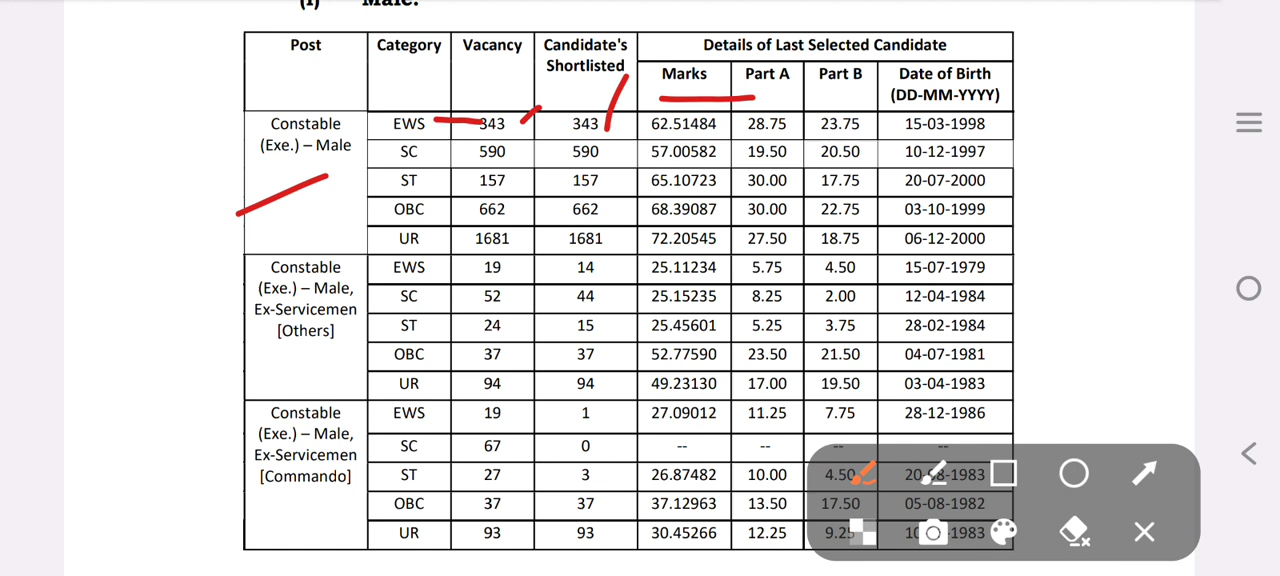 (i) Male:
Post Category Vacancy Candidate's Shortlisted Details of Last Selected Candidate
Marks Part A Part B Date of Birth (DD-MM-YYYY)
Constable (Exe.) – Male
EWS 343 343 62.51484 28.75 23.75 15-03-1998
SC 590 590 57.00582 19.50 20.50 10-12-1997
ST 157 157 65.10723 30.00 17.75 20-07-2000
OBC 662 662 68.39087 30.00 22.75 03-10-1999
UR 1681 1681 72.20545 27.50 18.75 06-12-2000
Constable (Exe.) – Male, Ex-Servicemen [Others]
EWS 19 14 25.11234 5.75 4.50 15-07-1979
SC 52 44 25.15235 8.25 2.00 12-04-1984
ST 24 15 25.45601 5.25 3.75 28-02-1984
OBC 37 37 52.77590 23.50 21.50 04-07-1981
UR 94 94 49.23130 17.00 19.50 03-04-1983
Constable (Exe.) – Male, Ex-Servicemen [Commando]
EWS 19 1 27.09012 11.25 7.75 28-12-1986
SC 67 0 -- -- -- --
ST 27 3 26.87482 10.00 4.50
OBC 37 37 37.12963 13.50 17.50 05-08-1982
UR 93 93 30.45266 12.25